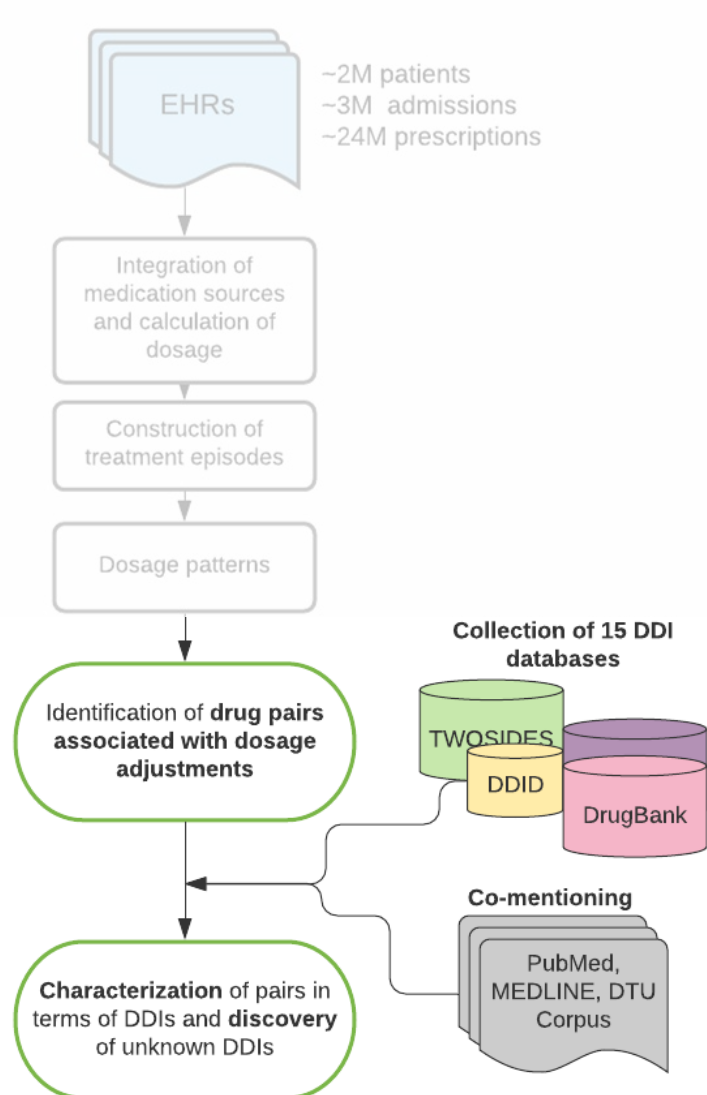 EHRs
~2M patients
~3M  admissions
~24M prescriptions
Integration of
medication sources
and calculation of
dosage
Construction of
treatment episodes
Dosage patterns
Collection of 15 DDI
databases
TWOSIDES
DDID
DrugBank
Identification of drug pairs
associated with dosage
adjustments
Co-mentioning
PubMed,
MEDLINE, DTU
Corpus
Characterization of pairs in
terms of DDIs and discovery
of unknown DDIs